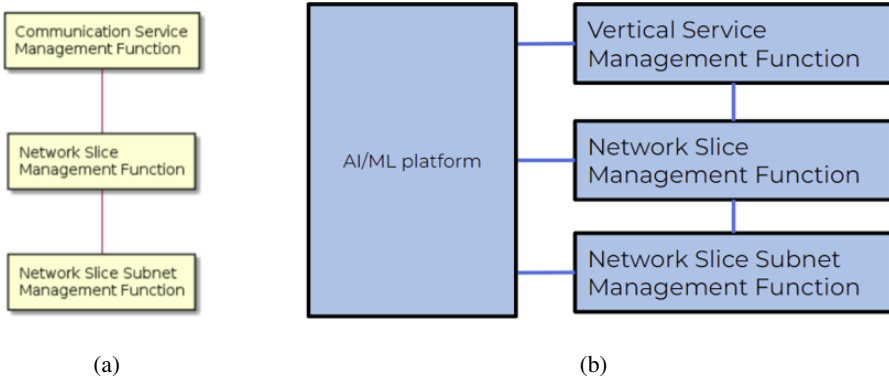 Communication Service
Management Function
Network Slice
Management Function
Network Slice Subnet
Management Function
(a)
AI/ML platform
Vertical Service
Management Function
Network Slice
Management Function
Network Slice Subnet
Management Function
(b)